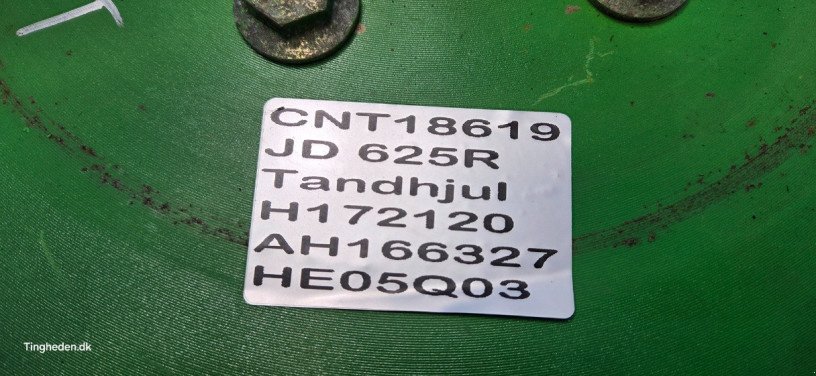 CNT18619
JD 625R
Tandhjul
H172120
AH166327
HE05Q03
Tingheden.dk